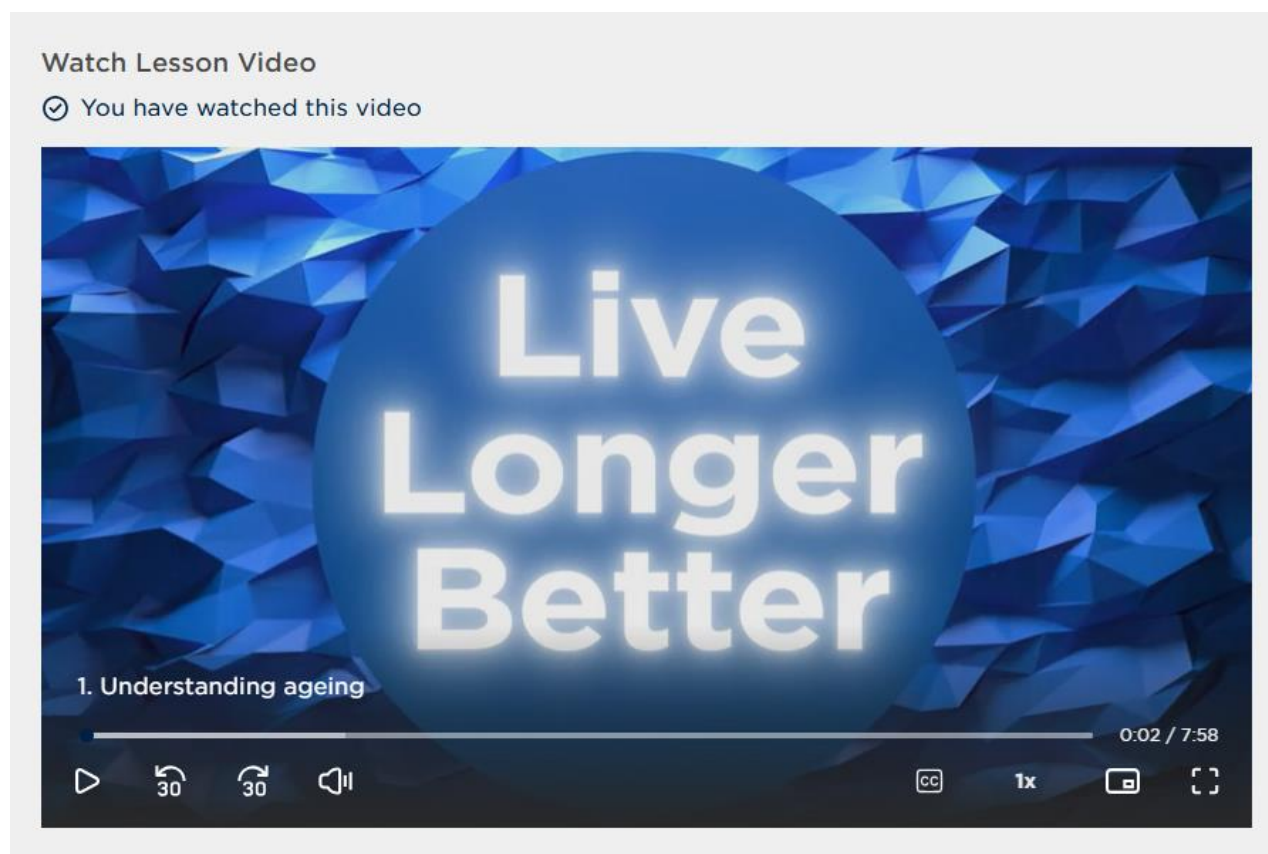 Watch Lesson Video
You have watched this video
Live
Longer
Better
1. Understanding ageing
0:02 / 7:58
30
30
CC
1x